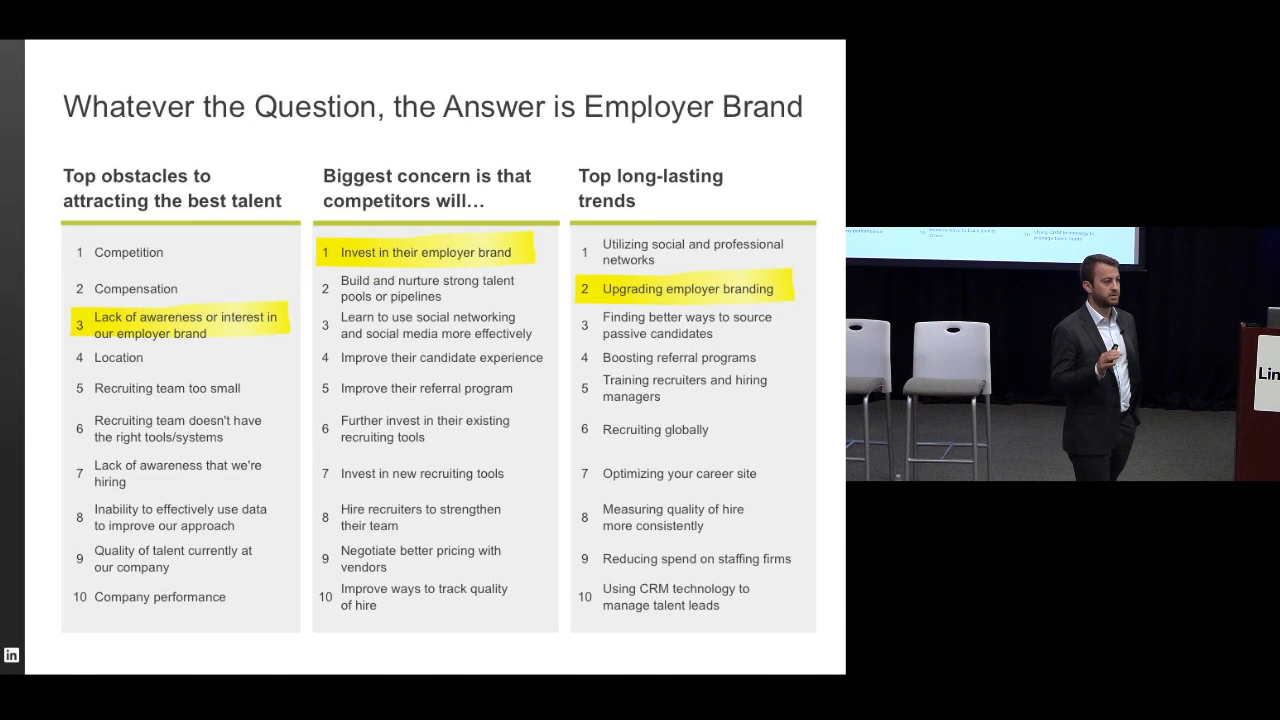 Whatever the Question, the Answer is Employer Brand
Top obstacles to
attracting the best talent
1 Competition
2 Compensation
3 Lack of awareness or interest in
our employer brand
4 Location
5 Recruiting team too small
6 Recruiting team doesn't have
the right tools/systems
7 Lack of awareness that we're
hiring
8 Inability to effectively use data
to improve our approach
9 Quality of talent currently at
our company
10 Company performance
Biggest concern is that
competitors will…
1 Invest in their employer brand
2 Build and nurture strong talent
pools or pipelines
3 Learn to use social networking
and social media more effectively
4 Improve their candidate experience
5 Improve their referral program
6 Further invest in their existing
recruiting tools
7 Invest in new recruiting tools
8 Hire recruiters to strengthen
their team
9 Negotiate better pricing with
vendors
10 Improve ways to track quality
of hire
Top long-lasting
trends
1 Utilizing social and professional
networks
2 Upgrading employer branding
3 Finding better ways to source
passive candidates
4 Boosting referral programs
5 Training recruiters and hiring
managers
6 Recruiting globally
7 Optimizing your career site
8 Measuring quality of hire
more consistently
9 Reducing spend on staffing firms
10 Using CRM technology to
manage talent leads
in
Using CRM technology to
manage talent leads
Lin